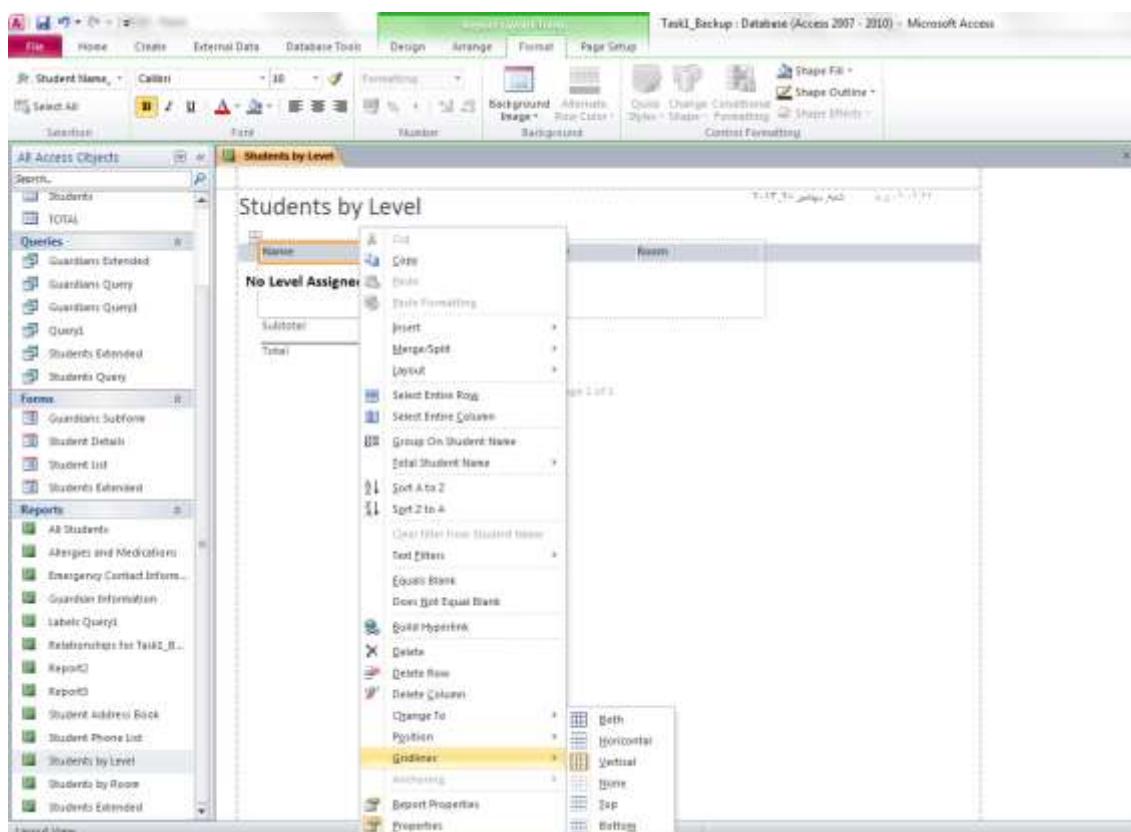 Task1_Backup : Database (Access 2007 - 2010) - Microsoft Access
File Home Create External Data Database Tools Design Arrange Format Page Setup
Student Name, Calibri 10 Formatting Shape Fill
Select All B I U A Background Image Alternate Row Color Quick Styles Change Shape Conditional Formatting Shape Outline
Shape Effects
Selection Font Number Background Control Formatting
All Access Objects
Search..
Students
TOTAL
Queries
Guardians Extended
Guardians Query
Guardians Query1
Query1
Students Extended
Students Query
Forms
Guardians Subform
Student Details
Student List
Students Extended
Reports
All Students
Allergies and Medications
Emergency Contact Inform...
Guardian Information
Labels Query1
Relationships for Task1_B...
Report2
Report3
Student Address Book
Student Phone List
Students by Level
Students by Room
Students Extended
Layout View
Students by Level
Students by Level
Name Room
No Level Assigne
Subtotal
Total
Page 1 of 1
Cut
Copy
Paste
Paste Formatting
Insert
Merge/Split
Layout
Select Entire Row
Select Entire Column
Group On Student Name
Total Student Name
Sort A to Z
Sort Z to A
Clear filter from Student Name
Text Filters
Equals Blank
Does Not Equal Blank
Build Hyperlink
Delete
Delete Row
Delete Column
Change To
Position
Gridlines
Anchoring
Report Properties
Properties
Both
Horizontal
Vertical
None
Top
Bottom